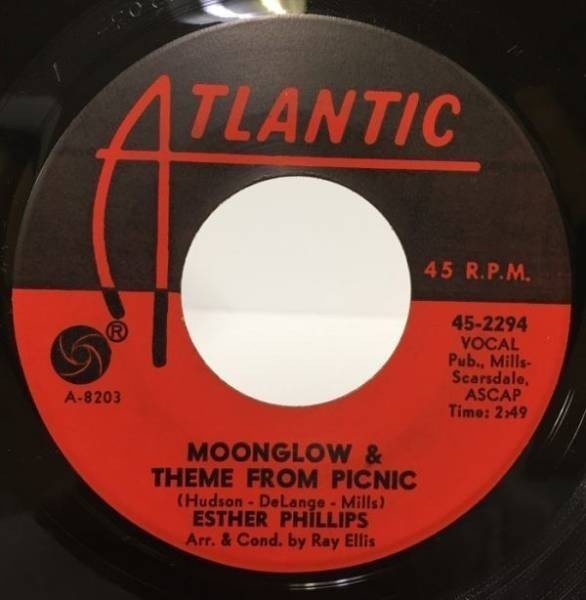 ATLANTIC
45 R.P.M.
®
A-8203
45-2294
VOCAL
Pub., Mills-
Scarsdale,
ASCAP
Time: 2:49
MOONGLOW &
THEME FROM PICNIC
(Hudson - DeLange - Mills)
ESTHER PHILLIPS
Arr. & Cond. by Ray Ellis